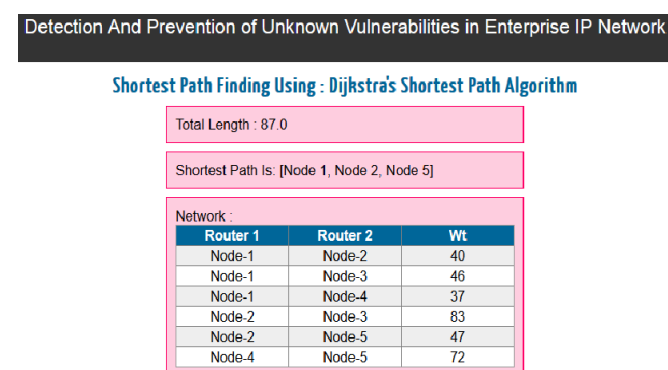 Detection And Prevention of Unknown Vulnerabilities in Enterprise IP Network
Shortest Path Finding Using : Dijkstra's Shortest Path Algorithm
Total Length : 87.0
Shortest Path Is: [Node 1, Node 2, Node 5]
Network :
Router 1 Router 2 Wt
Node-1 Node-2 40
Node-1 Node-3 46
Node-1 Node-4 37
Node-2 Node-3 83
Node-2 Node-5 47
Node-4 Node-5 72